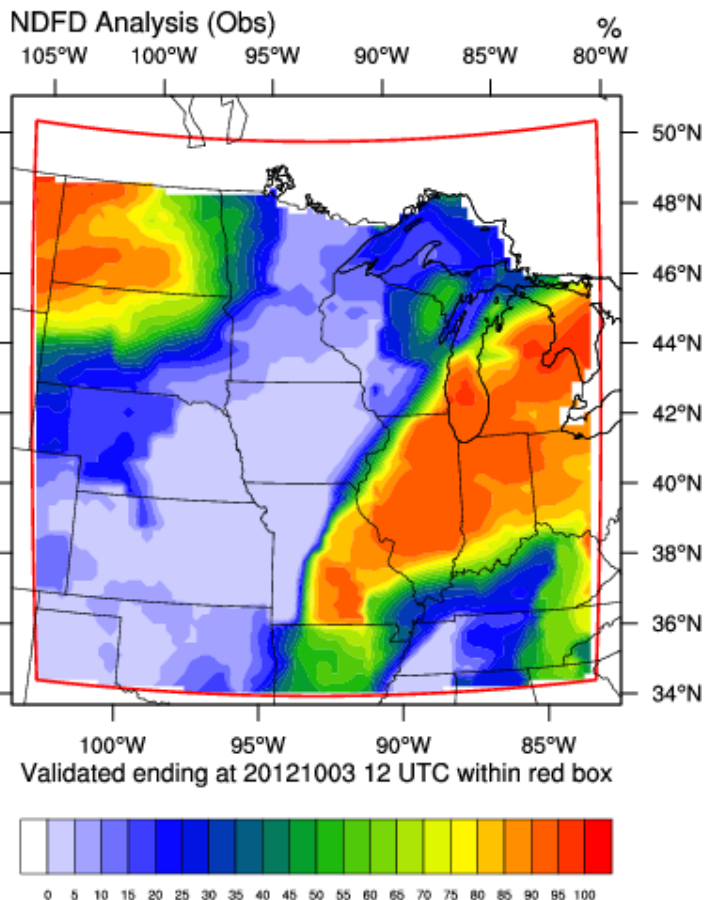 NDFD Analysis (Obs)
%
105°W 100°W 95°W 90°W 85°W 80°W
50°N
48°N
46°N
44°N
42°N
40°N
38°N
36°N
34°N
100°W 95°W 90°W 85°W
Validated ending at 20121003 12 UTC within red box
0 5 10 15 20 25 30 35 40 45 50 55 60 65 70 75 80 85 90 95 100